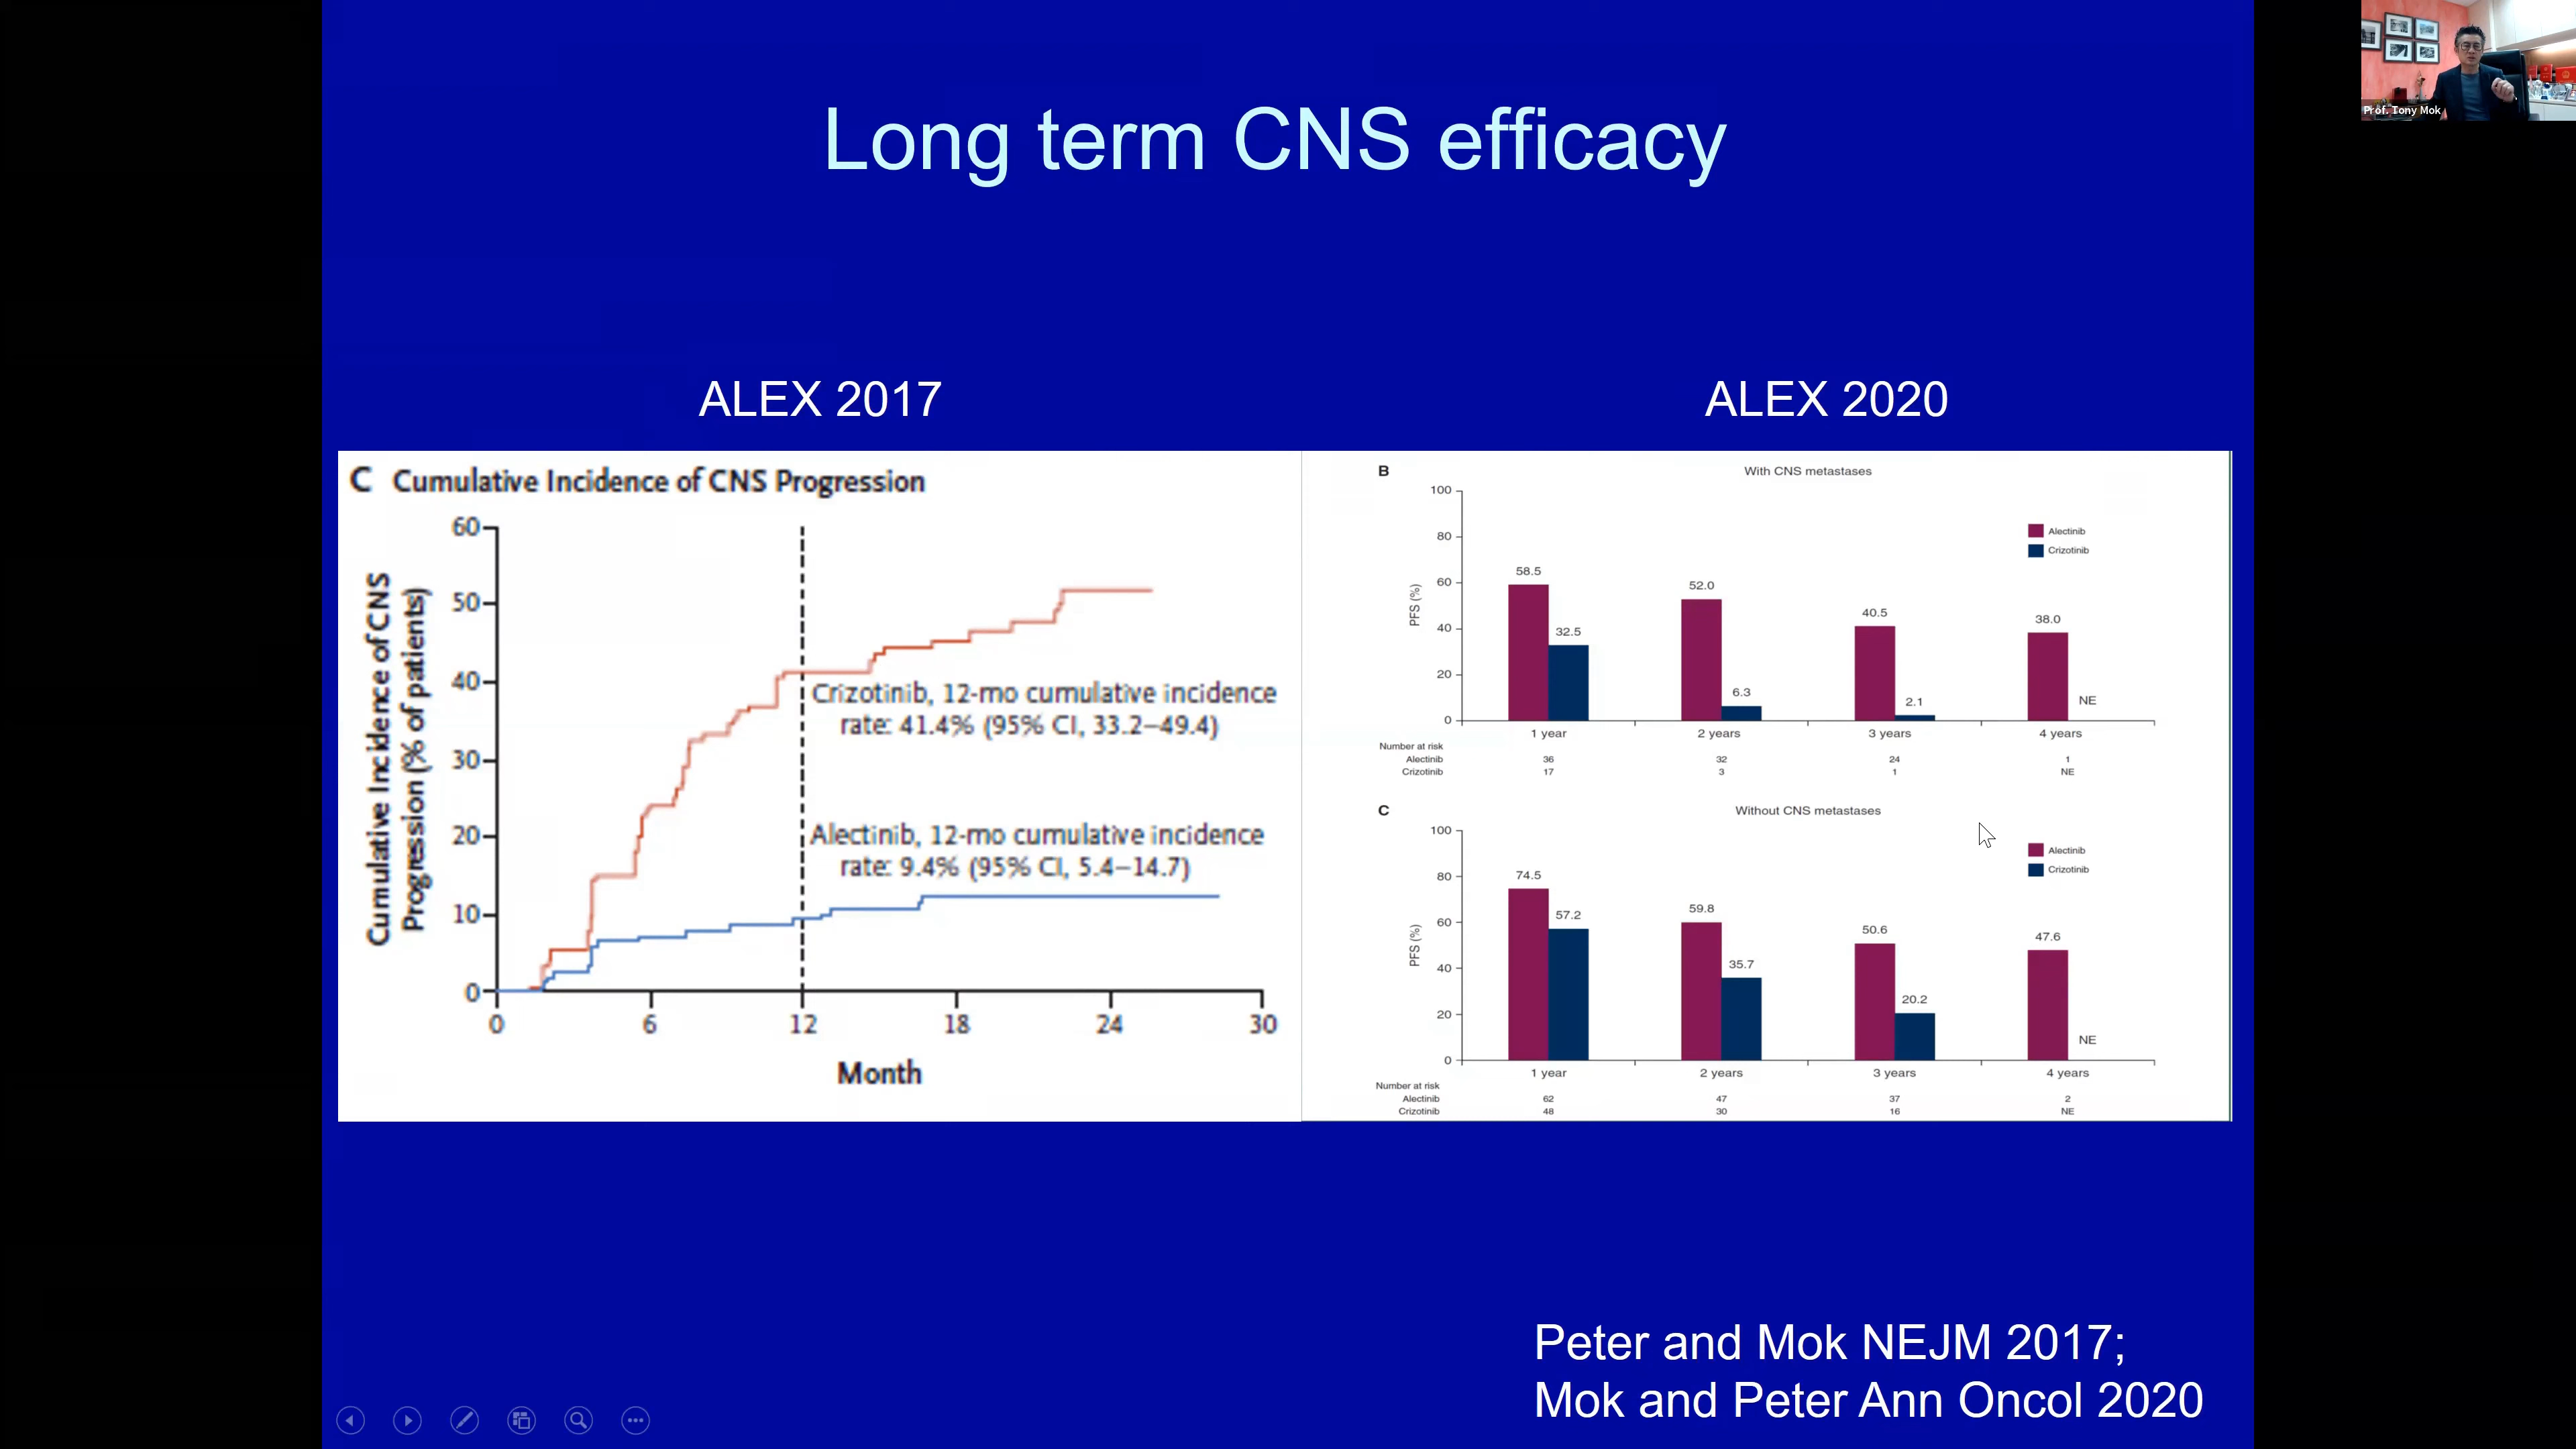 Prof. Tony Mok
Long term CNS efficacy
ALEX 2017
ALEX 2020
C Cumulative Incidence of CNS Progression
Cumulative Incidence of CNS
Progression (% of patients)
60
50
40
30
20
10
0
Crizotinib, 12-mo cumulative incidence
rate: 41.4% (95% CI, 33.2–49.4)
Alectinib, 12-mo cumulative incidence
rate: 9.4% (95% CI, 5.4–14.7)
0 6 12 18 24 30
Month
B With CNS metastases
Alectinib
Crizotinib
PFS (%)
100
80
60
40
20
0
58.5 32.5 52.0 6.3 40.5 2.1 38.0 NE
1 year 2 years 3 years 4 years
Number at risk
Alectinib 36 32 24 1
Crizotinib 17 3 1 NE
C Without CNS metastases
Alectinib
Crizotinib
PFS (%)
100
80
60
40
20
0
74.5 57.2 59.8 35.7 50.6 20.2 47.6 NE
1 year 2 years 3 years 4 years
Number at risk
Alectinib 62 47 37 2
Crizotinib 48 30 16 NE
Peter and Mok NEJM 2017;
Mok and Peter Ann Oncol 2020